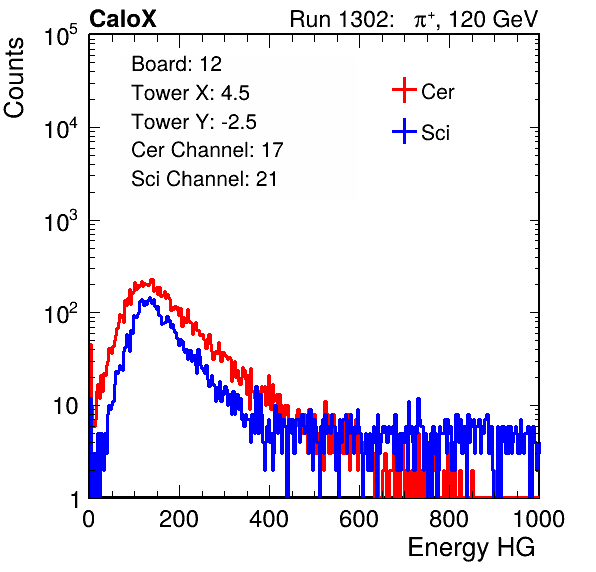 CaloX Run 1302: π⁺, 120 GeV
Board: 12
Tower X: 4.5
Tower Y: -2.5
Cer Channel: 17
Sci Channel: 21
Cer
Sci
Counts
10⁵
10⁴
10³
10²
10
1
0 200 400 600 800 1000
Energy HG